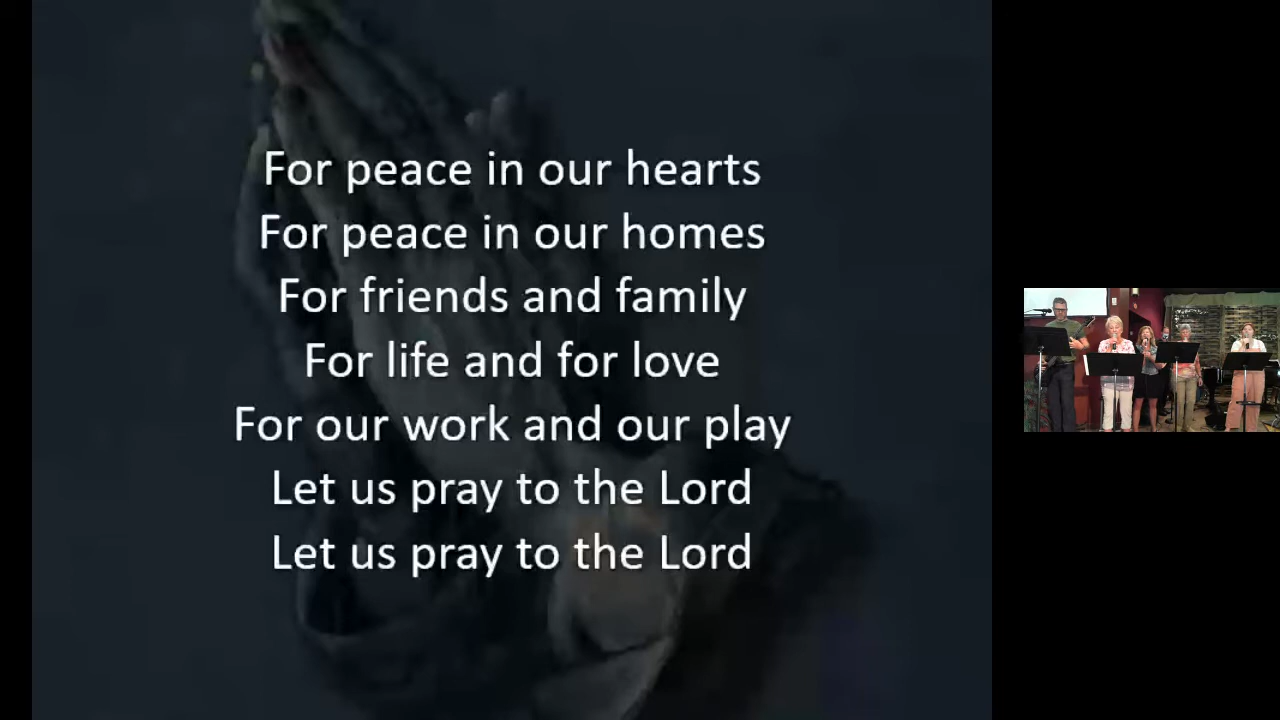 For peace in our hearts
For peace in our homes
For friends and family
For life and for love
For our work and our play
Let us pray to the Lord
Let us pray to the Lord